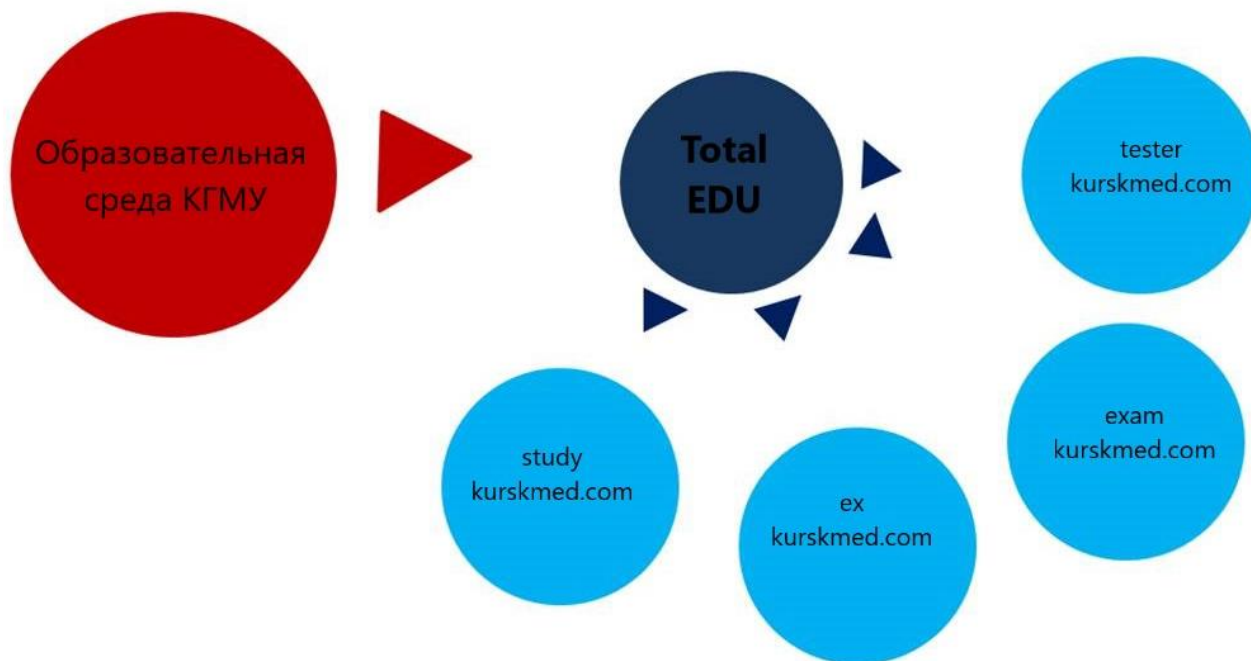 Образовательная
среда КГМУ
Total
EDU
tester
kurskmed.com
exam
kurskmed.com
study
kurskmed.com
ex
kurskmed.com